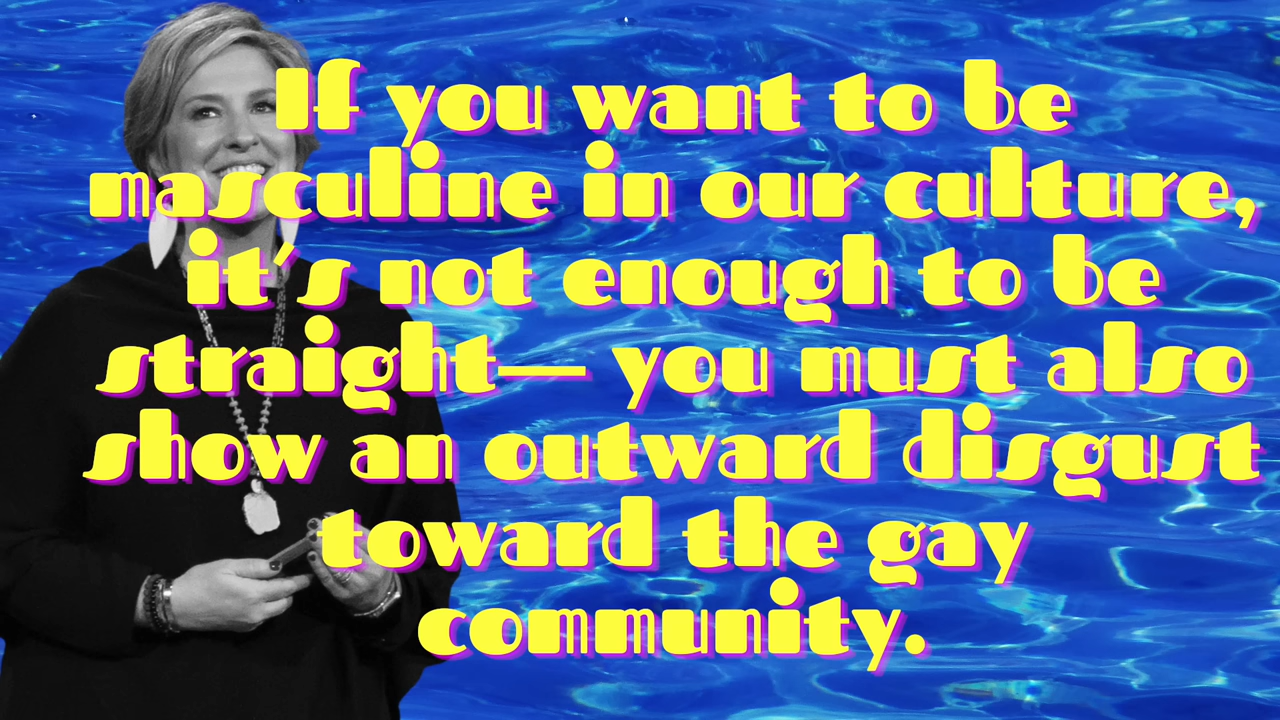 If you want to be
masculine in our culture,
it's not enough to be
straight— you must also
show an outward disgust
toward the gay
community.